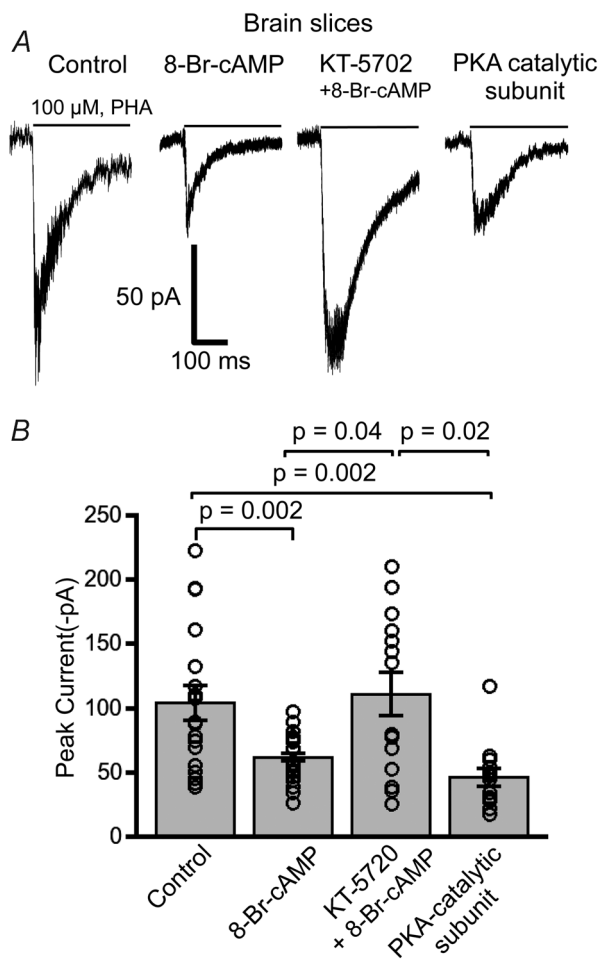 Brain slices
A
Control
8-Br-cAMP
KT-5702
+8-Br-cAMP
PKA catalytic
subunit
100 µM, PHA
50 pA
100 ms
B
p = 0.04
p = 0.02
p = 0.002
p = 0.002
Peak Current(-pA)
250
200
150
100
50
0
Control
8-Br-cAMP
KT-5720
+ 8-Br-cAMP
PKA-catalytic
subunit